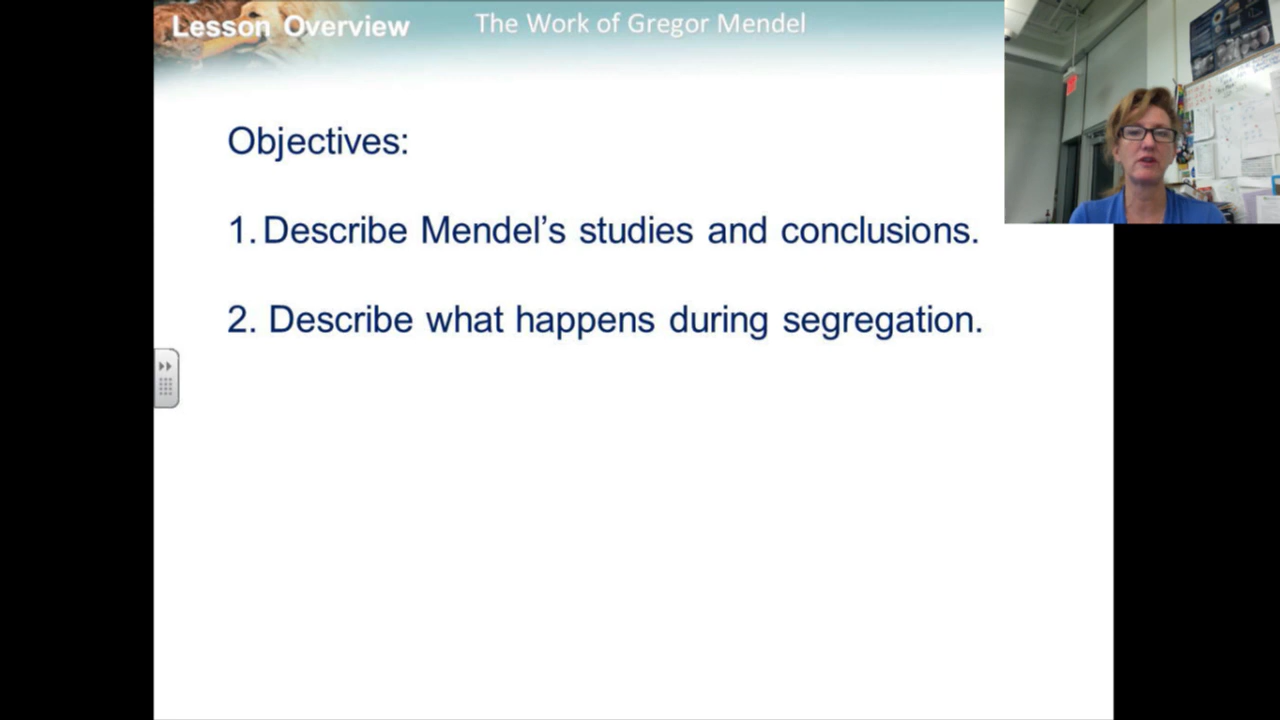 Lesson Overview
The Work of Gregor Mendel
Objectives:
1. Describe Mendel’s studies and conclusions.
2. Describe what happens during segregation.